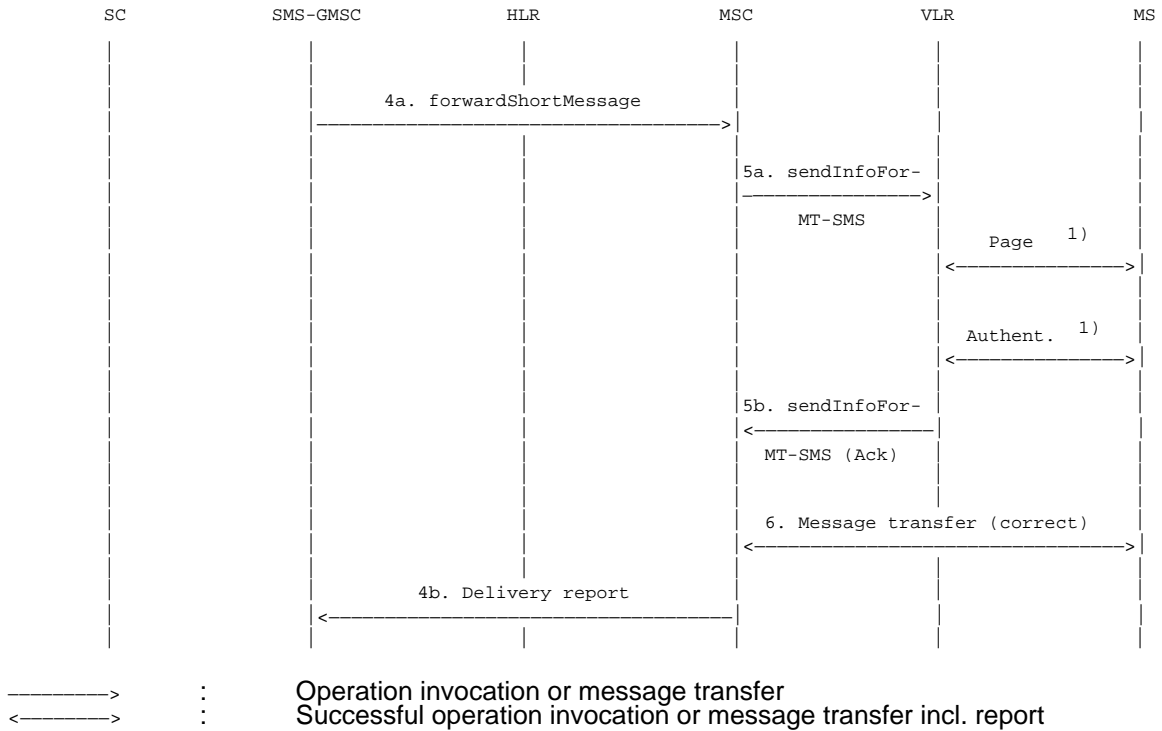 SC SMS-GMSC HLR MSC VLR MS
4a. forwardShortMessage
5a. sendInfoFor-
MT-SMS
Page 1)
Authent. 1)
5b. sendInfoFor-
MT-SMS (Ack)
6. Message transfer (correct)
4b. Delivery report
: Operation invocation or message transfer
: Successful operation invocation or message transfer incl. report